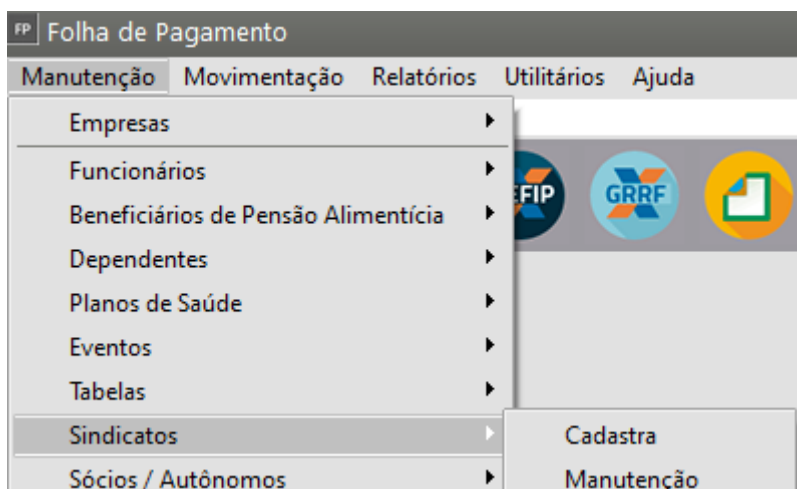 FP Folha de Pagamento
Manutenção Movimentação Relatórios Utilitários Ajuda
Empresas
Funcionários
Beneficiários de Pensão Alimentícia
Dependentes
Planos de Saúde
Eventos
Tabelas
Sindicatos
Sócios / Autônomos
EFIP
GRRF
Cadastra
Manutenção